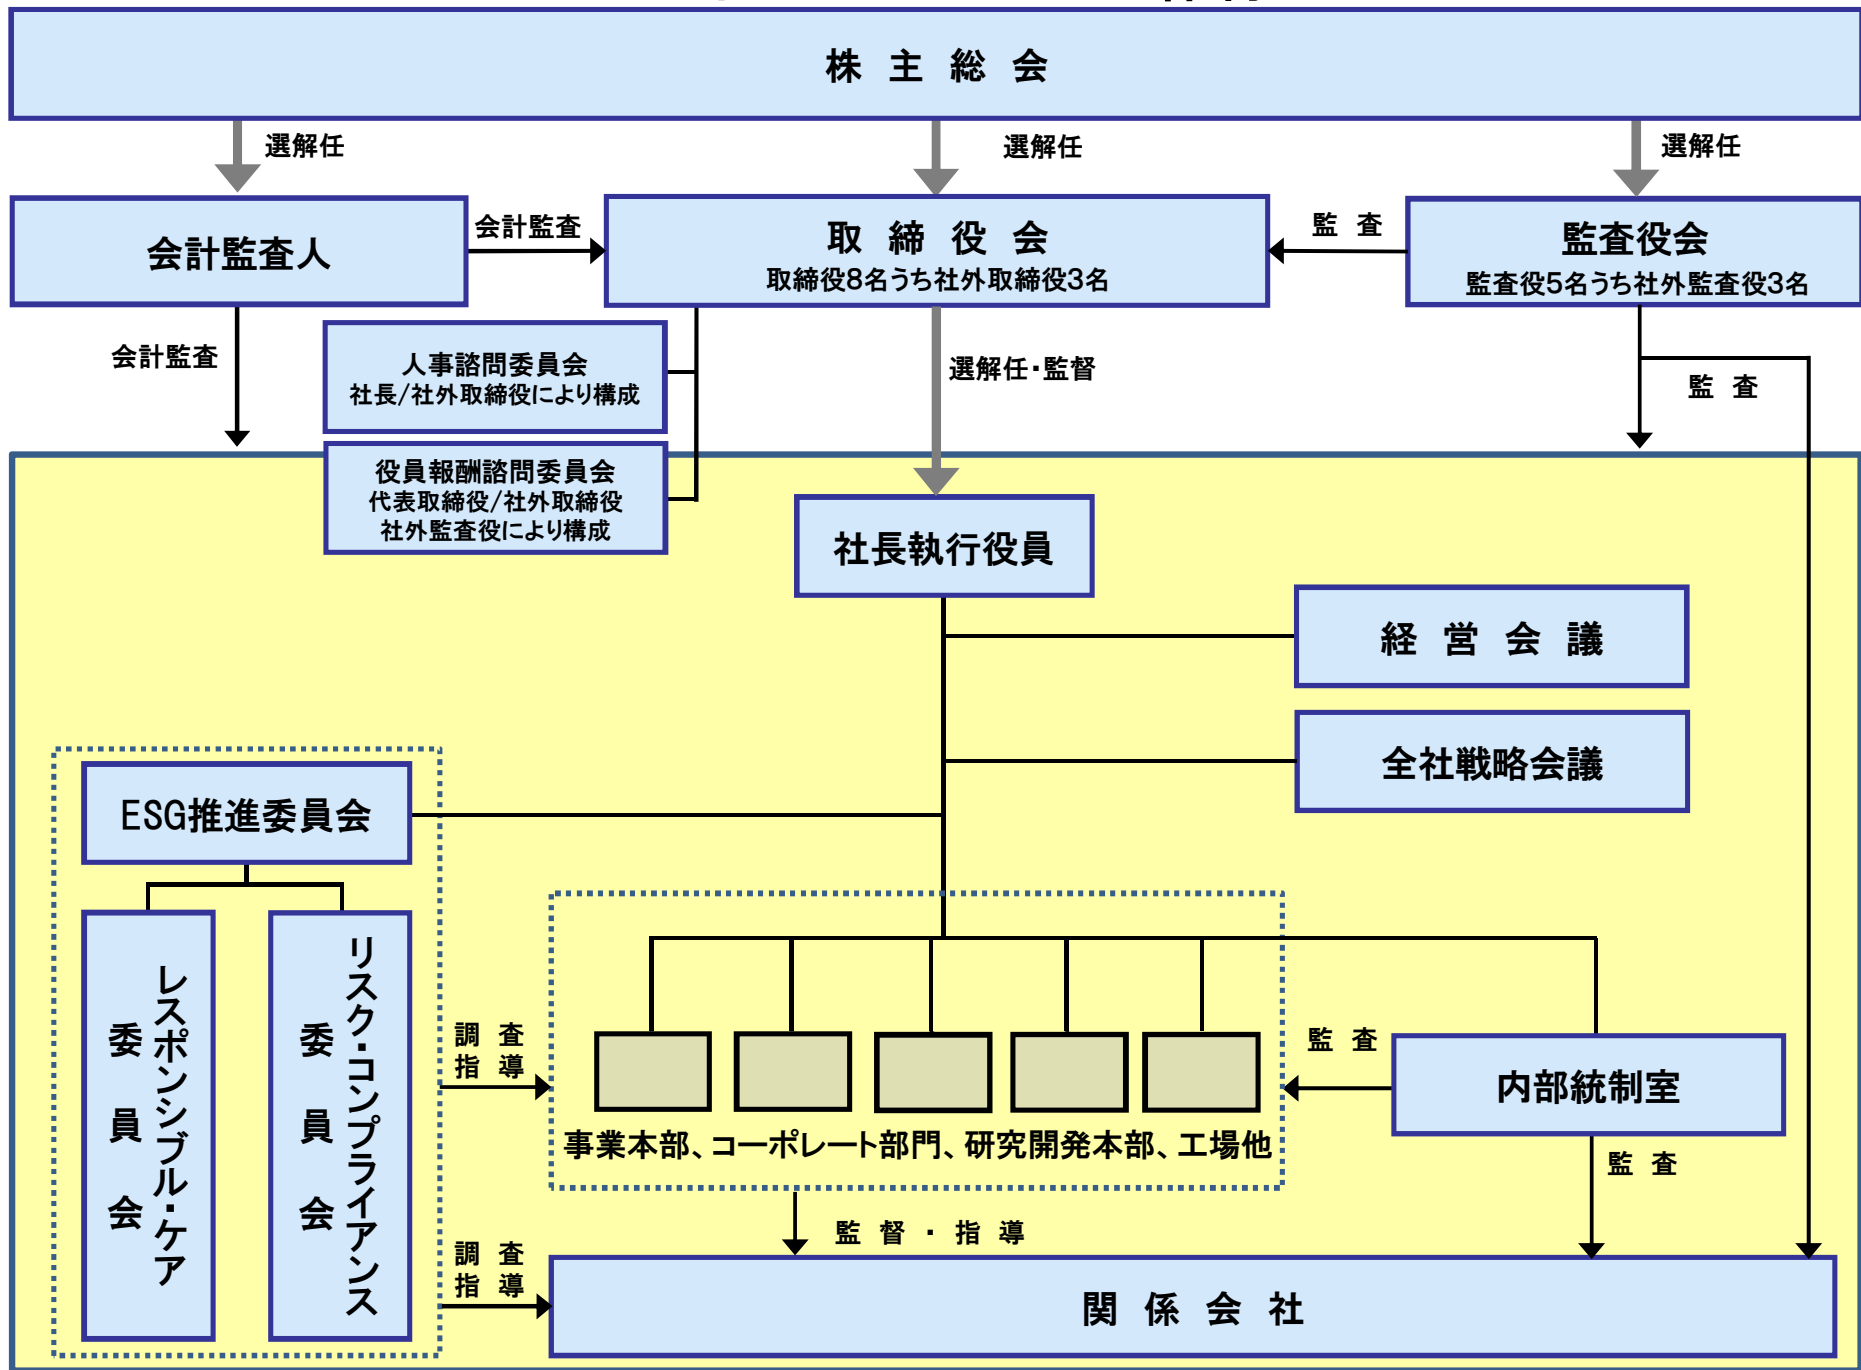 株主総会
選解任
選解任
選解任
会計監査人
会計監査
取締役会
取締役8名うち社外取締役3名
監査
監査役会
監査役5名うち社外監査役3名
会計監査
人事諮問委員会
社長/社外取締役により構成
選解任・監督
監査
役員報酬諮問委員会
代表取締役/社外取締役
社外監査役により構成
社長執行役員
経営会議
全社戦略会議
ESG推進委員会
レスポンシブル・ケア
委員会
リスク・コンプライアンス
委員会
調査
指導
監査
内部統制室
事業本部、コーポレート部門、研究開発本部、工場他
監査
監督・指導
調査
指導
関係会社